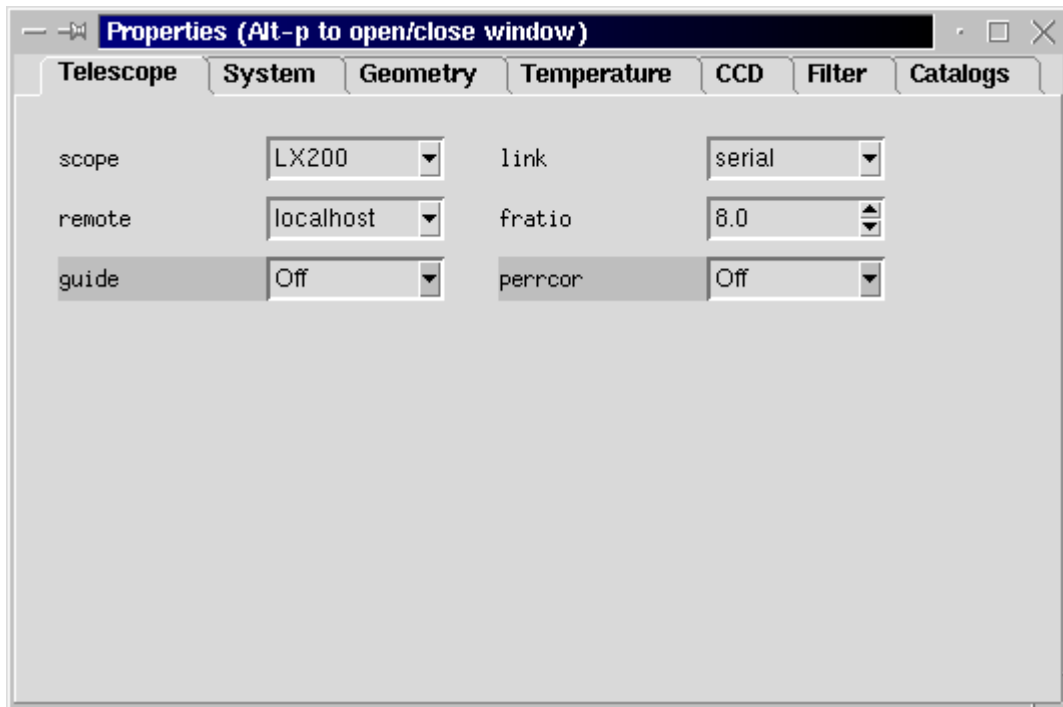 Properties (Alt-p to open/close window)
Telescope System Geometry Temperature CCD Filter Catalogs
scope LX200 link serial
remote localhost fratio 8.0
guide Off perrcor Off